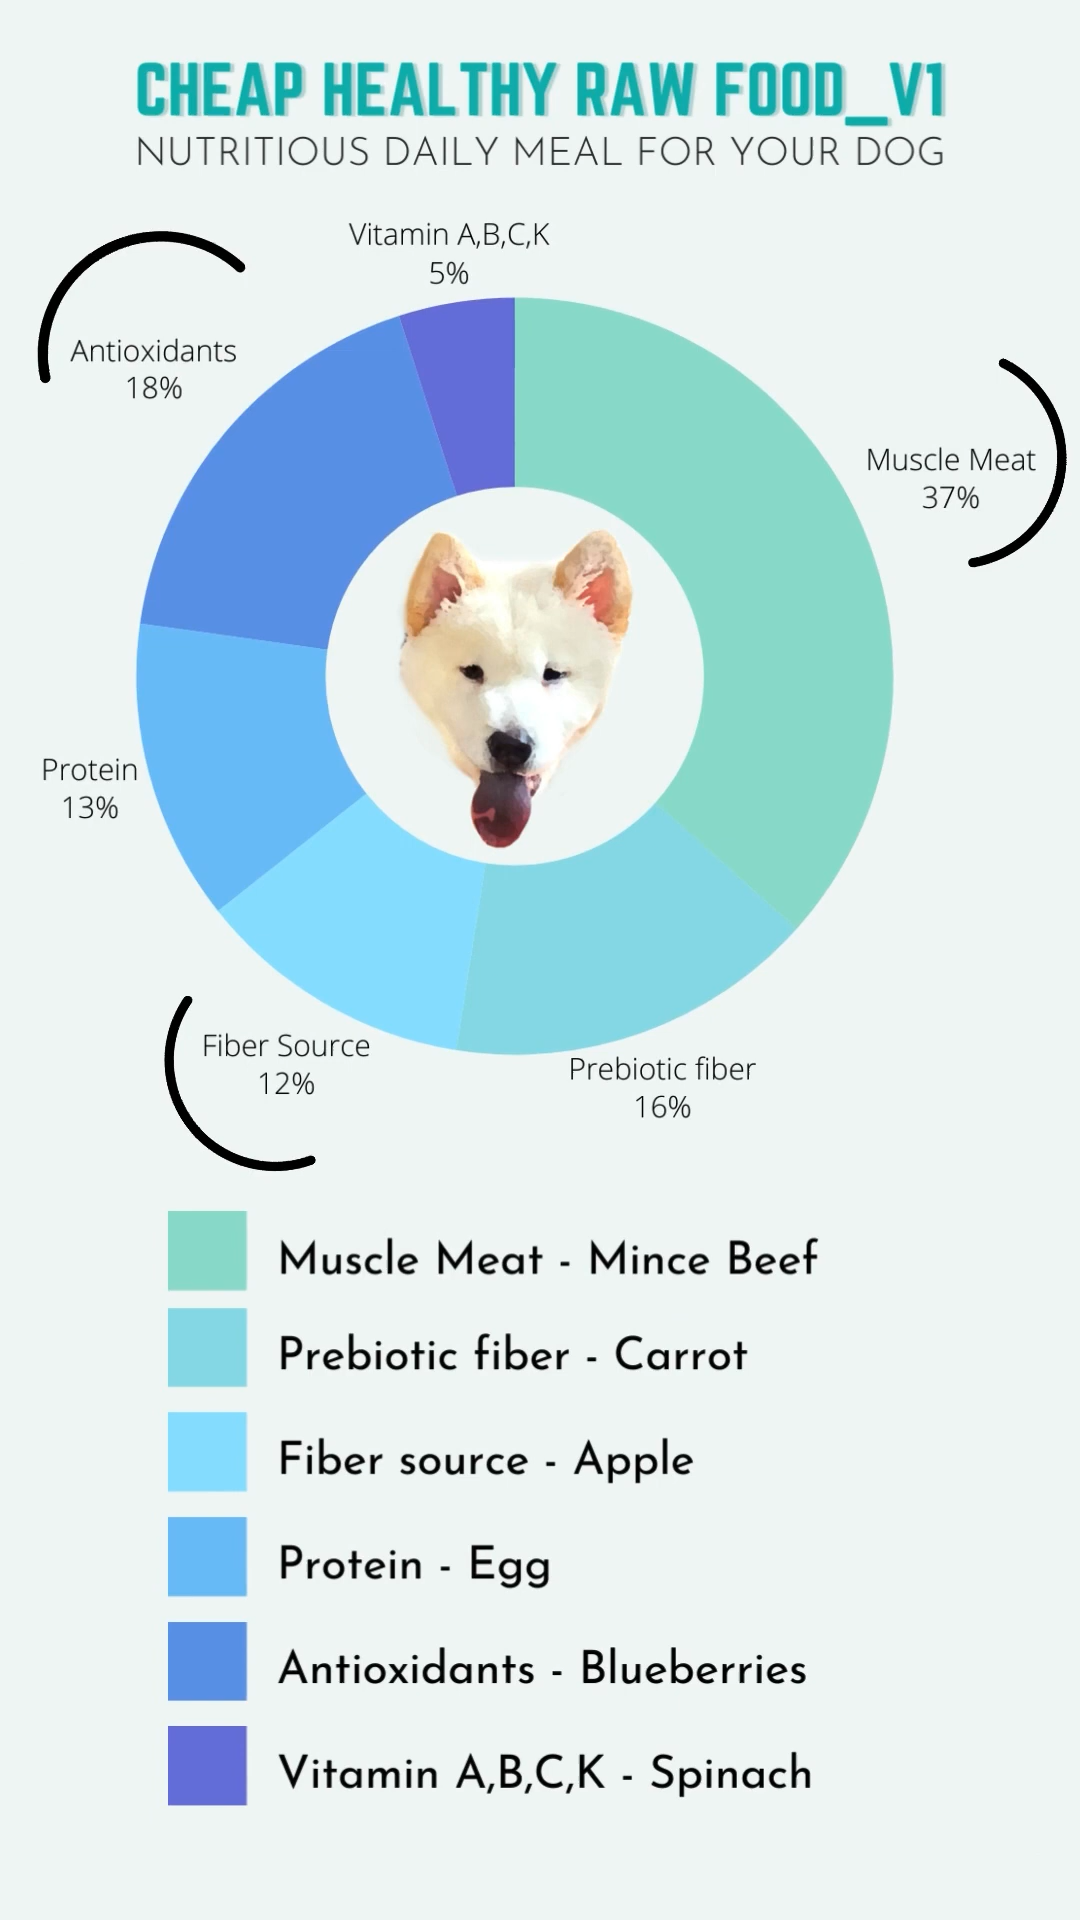 CHEAP HEALTHY RAW FOOD_V1
NUTRITIOUS DAILY MEAL FOR YOUR DOG
Vitamin A,B,C,K
5%
Antioxidants
18%
Muscle Meat
37%
Protein
13%
Fiber Source
12%
Prebiotic fiber
16%
Muscle Meat - Mince Beef
Prebiotic fiber - Carrot
Fiber source - Apple
Protein - Egg
Antioxidants - Blueberries
Vitamin A,B,C,K - Spinach